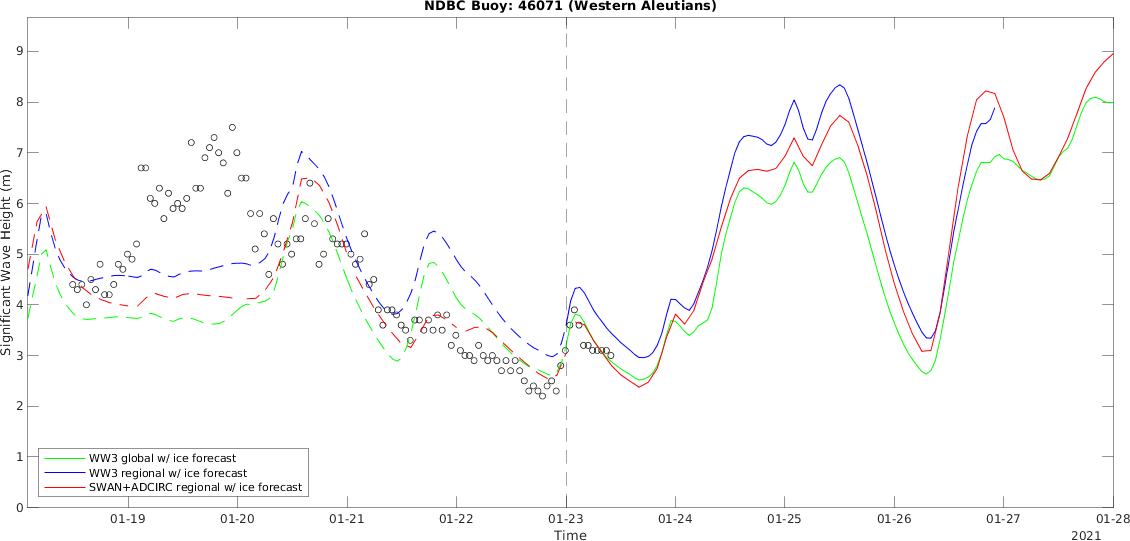 NDBC Buoy: 46071 (Western Aleutians)
Significant Wave Height (m)
9
8
7
6
5
4
3
2
1
0
WW3 global w/ ice forecast
WW3 regional w/ ice forecast
SWAN+ADCIRC regional w/ ice forecast
01-19 01-20 01-21 01-22 01-23 01-24 01-25 01-26 01-27 01-28
Time
2021